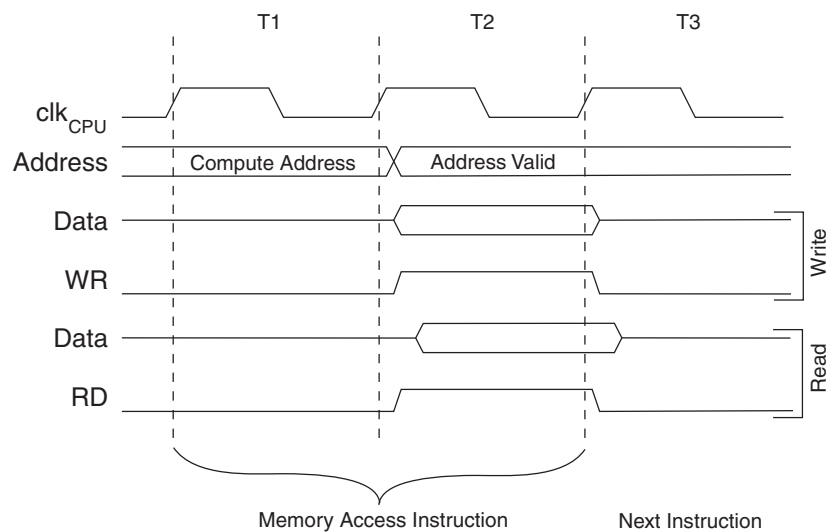 T1 T2 T3
clkCPU
Address Compute Address Address Valid
Data
WR
Write
Data
RD
Read
Memory Access Instruction Next Instruction